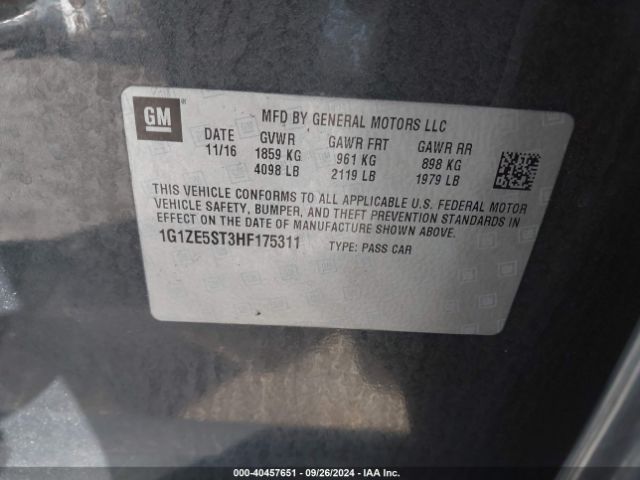 GM
MFD BY GENERAL MOTORS LLC
DATE GVWR GAWR FRT GAWR RR
11/16 1859 KG 961 KG 898 KG
4098 LB 2119 LB 1979 LB
THIS VEHICLE CONFORMS TO ALL APPLICABLE U.S. FEDERAL MOTOR
VEHICLE SAFETY, BUMPER, AND THEFT PREVENTION STANDARDS IN
EFFECT ON THE DATE OF MANUFACTURE SHOWN ABOVE.
1G1ZE5ST3HF175311 TYPE: PASS CAR
000-40457651 - 09/26/2024 - IAA Inc.